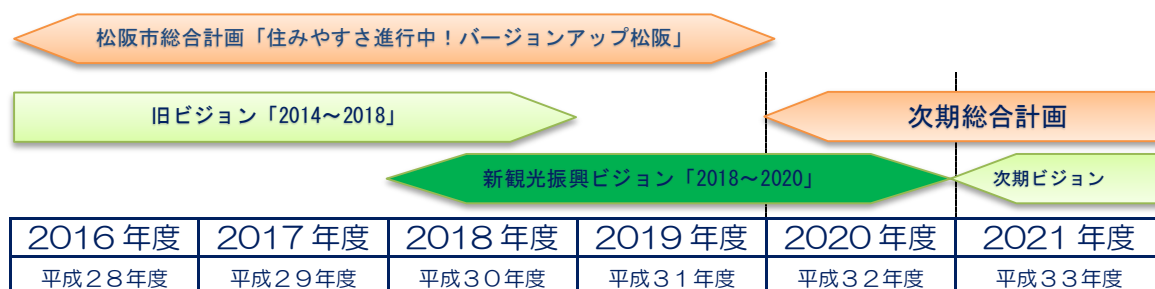 松阪市総合計画「住みやすさ進行中！バージョンアップ松阪」
旧ビジョン「2014～2018」
次期総合計画
新観光振興ビジョン「2018～2020」
次期ビジョン
2016年度 2017年度 2018年度 2019年度 2020年度 2021年度
平成28年度 平成29年度 平成30年度 平成31年度 平成32年度 平成33年度